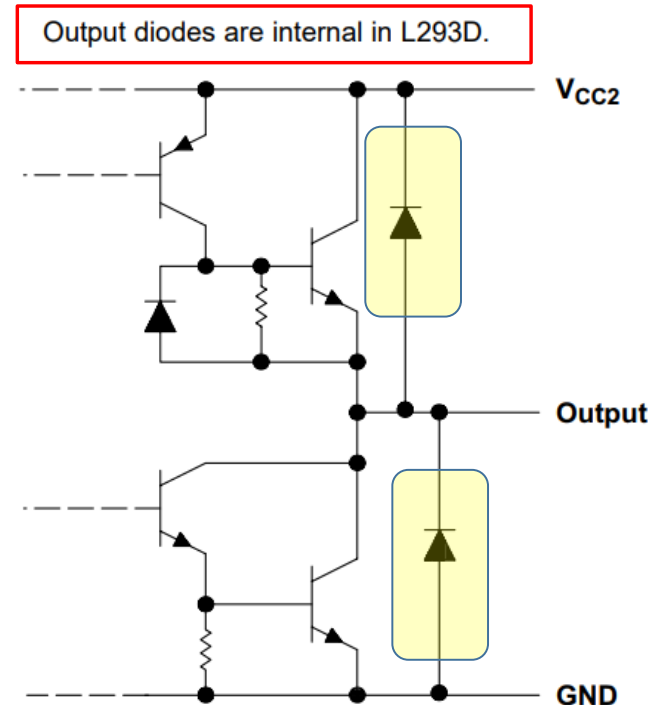 Output diodes are internal in L293D.
VCC2
Output
GND